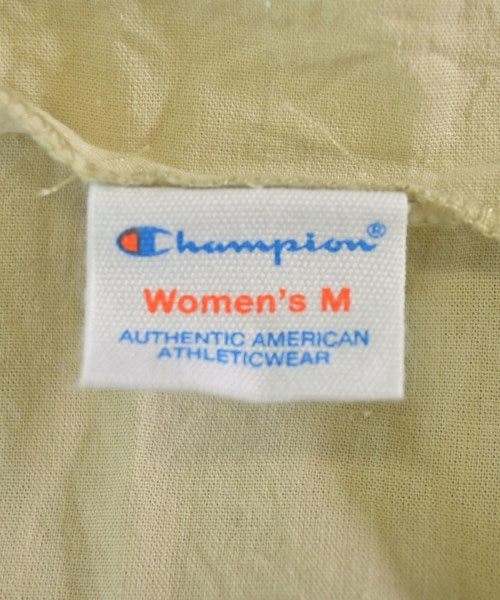 Champion®
Women's M
AUTHENTIC AMERICAN
ATHLETICWEAR